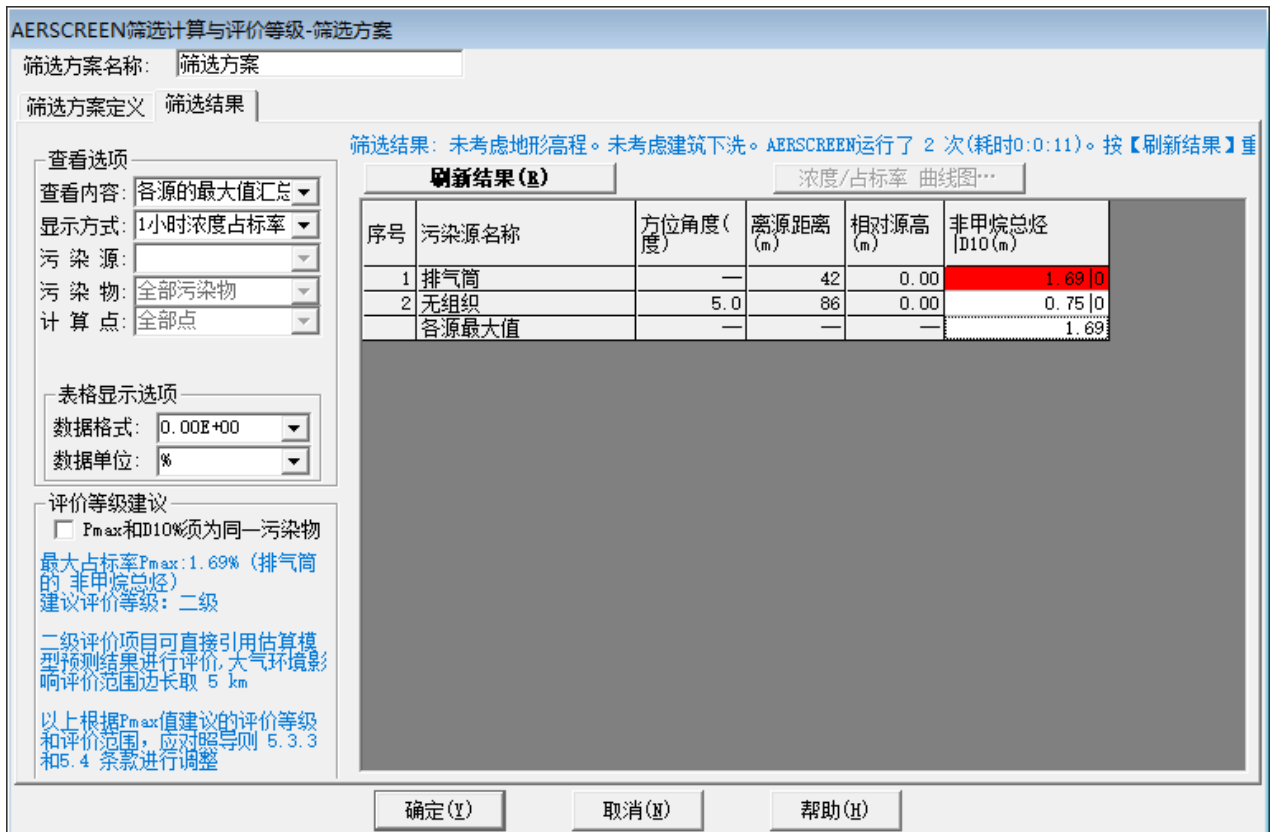 AERSCREEN筛选计算与评价等级-筛选方案
筛选方案名称: 筛选方案
筛选方案定义 筛选结果
筛选结果: 未考虑地形高程。未考虑建筑下洗。AERSCREEN运行了 2 次(耗时0:0:11)。按【刷新结果】重
查看选项
查看内容: 各源的最大值汇总
显示方式: 1小时浓度占标率
污 染 源:
污 染 物: 全部污染物
计 算 点: 全部点
表格显示选项
数据格式: 0.00E+00
数据单位: %
评价等级建议
Pmax和D10%须为同一污染物
最大占标率Pmax:1.69% (排气筒
的 非甲烷总烃)
建议评价等级: 二级
二级评价项目可直接引用估算模
型预测结果进行评价,大气环境影
响评价范围边长取 5 km
以上根据Pmax值建议的评价等级
和评价范围，应对照导则 5.3.3
和5.4 条款进行调整
刷新结果(R) 浓度/占标率 曲线图…
序号 污染源名称 方位角度(度) 离源距离(m) 相对源高(m) 非甲烷总烃|D10(m)
1 排气筒 — 42 0.00 1.69|0
2 无组织 5.0 86 0.00 0.75|0
各源最大值 — — — 1.69
确定(Y) 取消(N) 帮助(H)